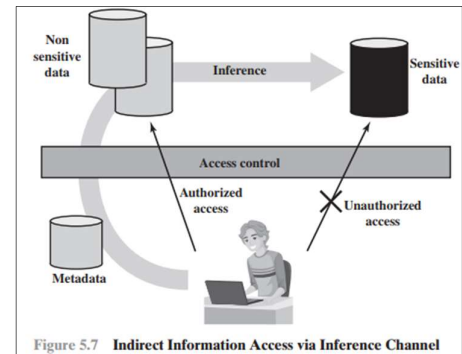 Non
sensitive
data
Inference
Sensitive
data
Access control
Authorized
access
Unauthorized
access
Metadata
Figure 5.7 Indirect Information Access via Inference Channel